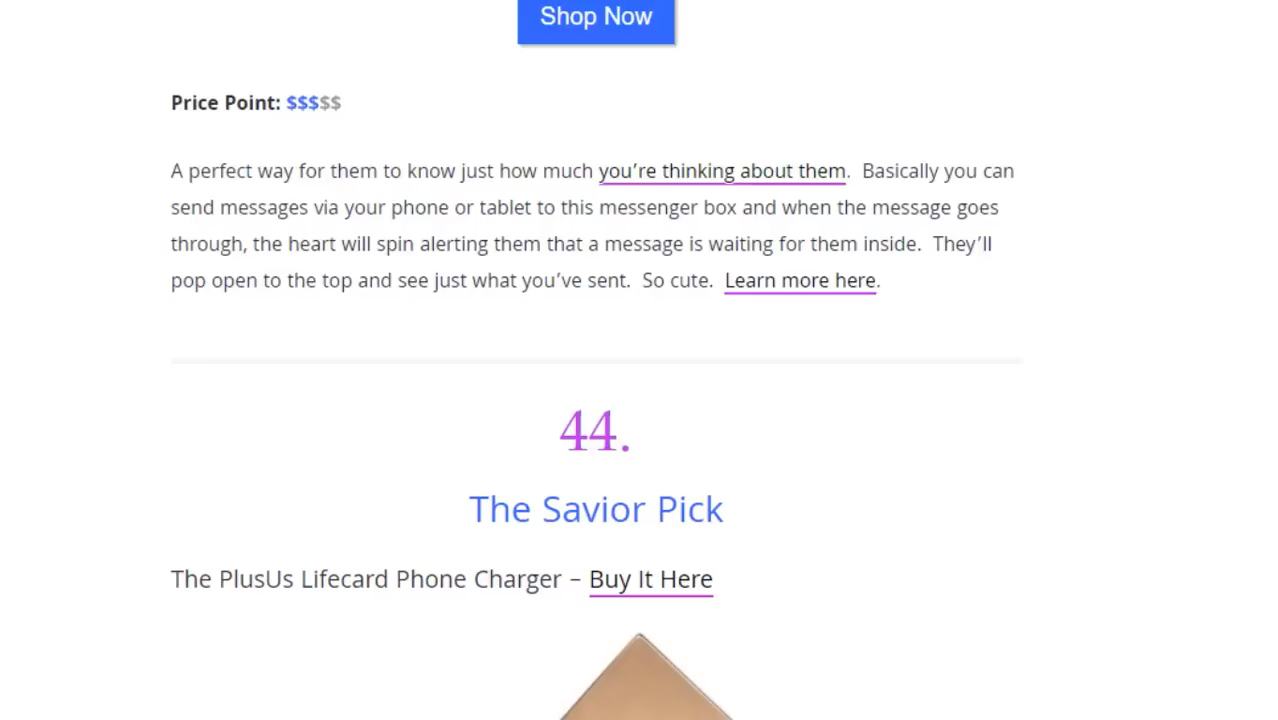 Shop Now
Price Point: $$$$$
A perfect way for them to know just how much you’re thinking about them.  Basically you can
send messages via your phone or tablet to this messenger box and when the message goes
through, the heart will spin alerting them that a message is waiting for them inside.  They’ll
pop open to the top and see just what you’ve sent.  So cute.  Learn more here.
44.
The Savior Pick
The PlusUs Lifecard Phone Charger – Buy It Here